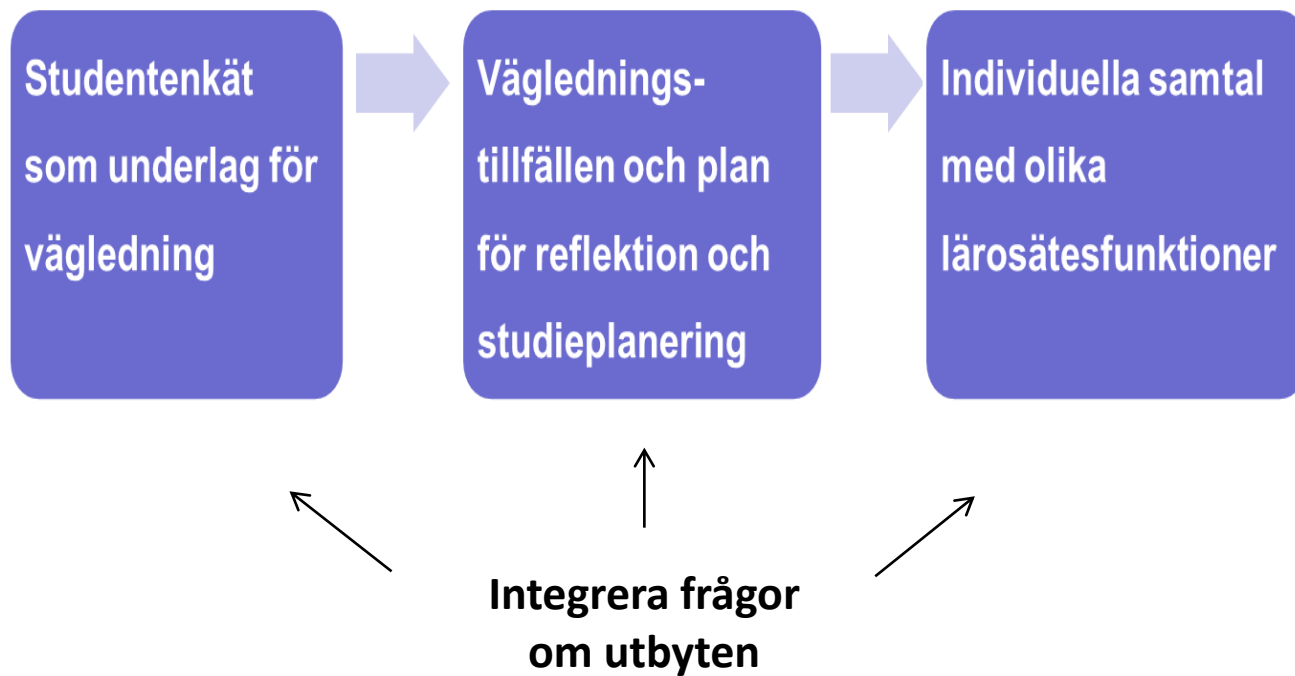 Studentenkät
som underlag för
vägledning
Väglednings-
tillfällen och plan
för reflektion och
studieplanering
Individuella samtal
med olika
lärosätesfunktioner
Integrera frågor
om utbyten